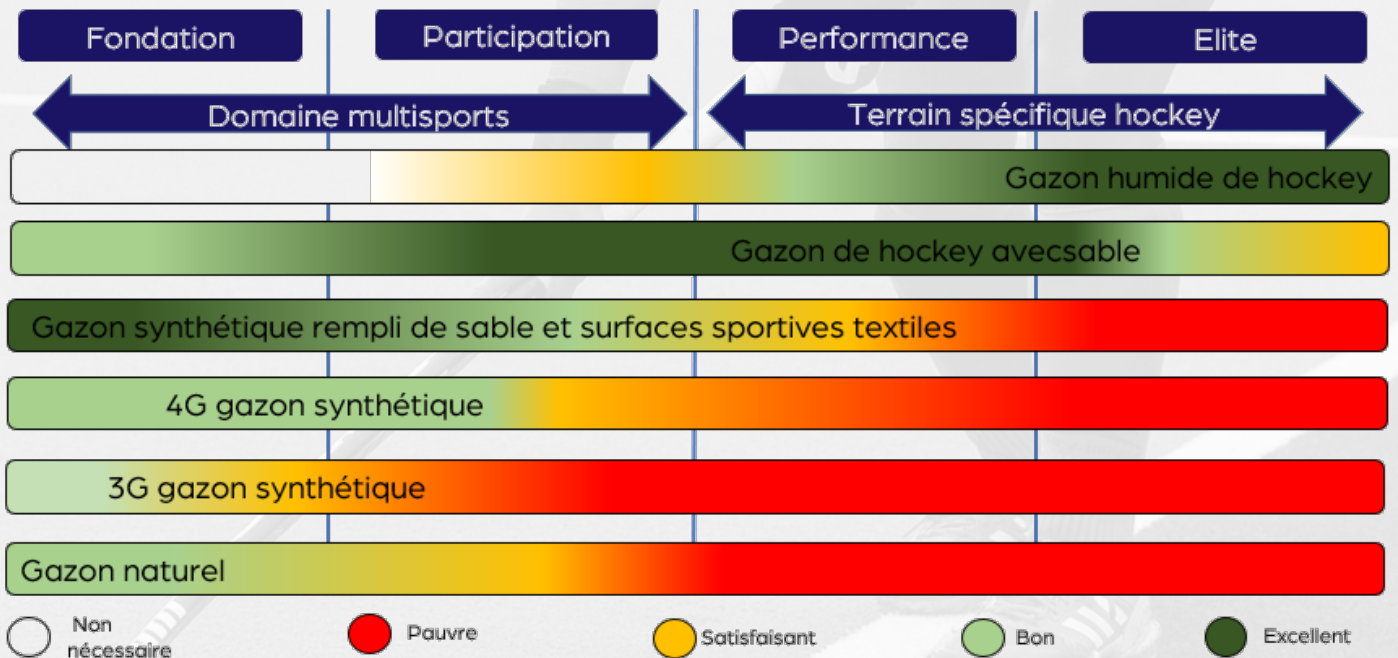 Fondation
Participation
Performance
Elite
Domaine multisports
Terrain spécifique hockey
Gazon humide de hockey
Gazon de hockey avecsable
Gazon synthétique rempli de sable et surfaces sportives textiles
4G gazon synthétique
3G gazon synthétique
Gazon naturel
Non
nécessaire
Pauvre
Satisfaisant
Bon
Excellent